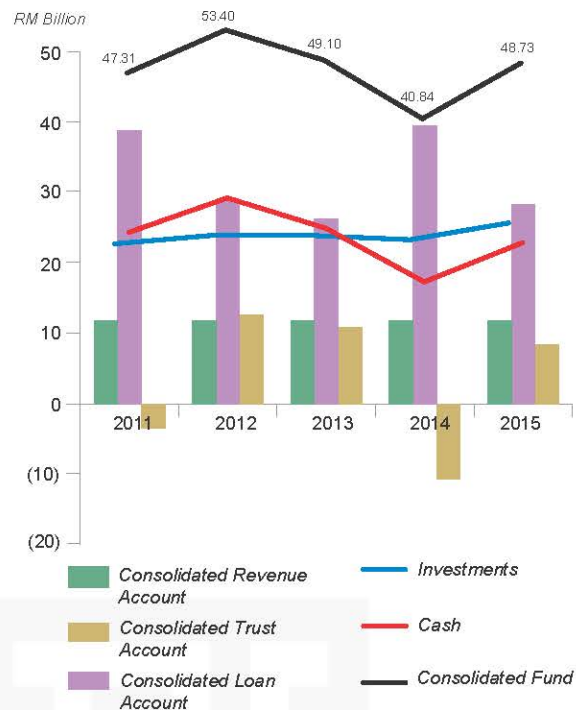 RM Billion
53.40
47.31
49.10
48.73
40.84
50
40
30
20
10
0
2011
2012
2013
2014
2015
(10)
(20)
Consolidated Revenue
Account
Consolidated Trust
Account
Consolidated Loan
Account
Investments
Cash
Consolidated Fund